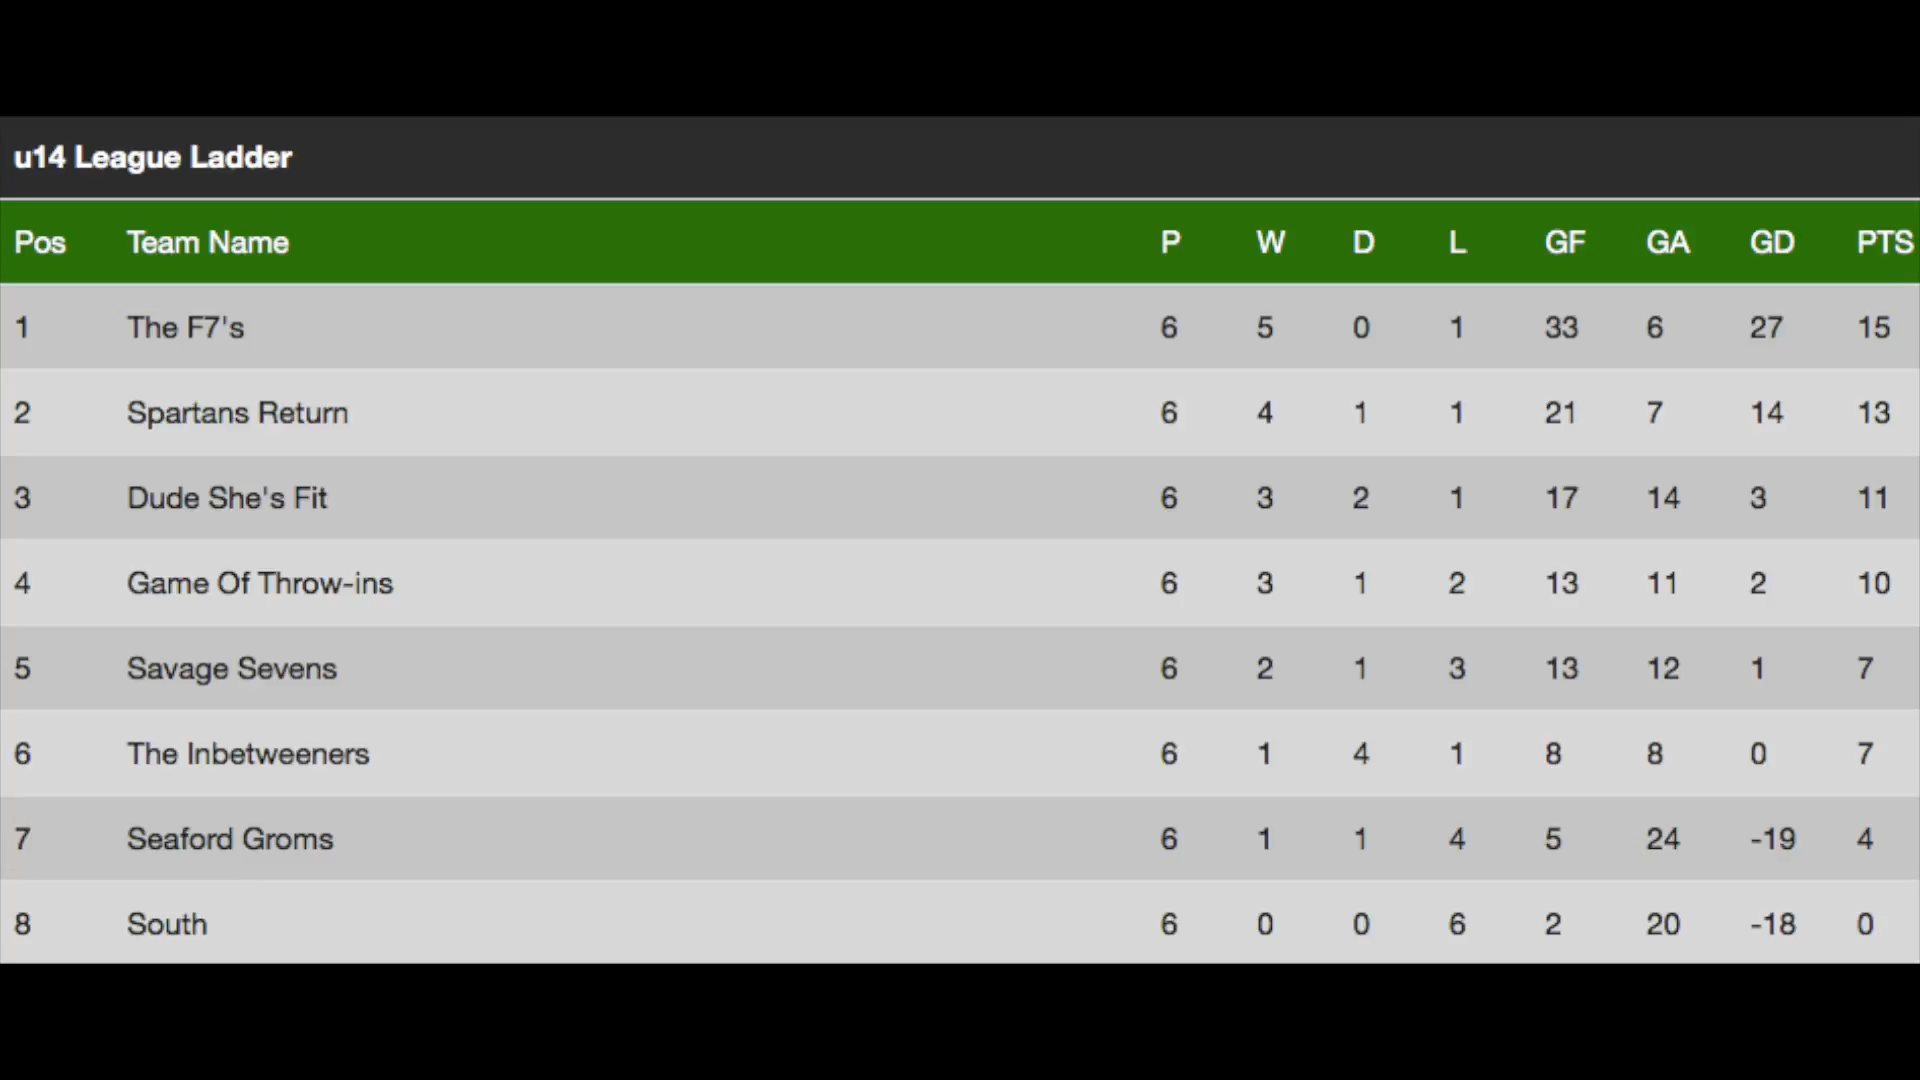 u14 League Ladder
Pos Team Name P W D L GF GA GD PTS
1 The F7's 6 5 0 1 33 6 27 15
2 Spartans Return 6 4 1 1 21 7 14 13
3 Dude She's Fit 6 3 2 1 17 14 3 11
4 Game Of Throw-ins 6 3 1 2 13 11 2 10
5 Savage Sevens 6 2 1 3 13 12 1 7
6 The Inbetweeners 6 1 4 1 8 8 0 7
7 Seaford Groms 6 1 1 4 5 24 -19 4
8 South 6 0 0 6 2 20 -18 0